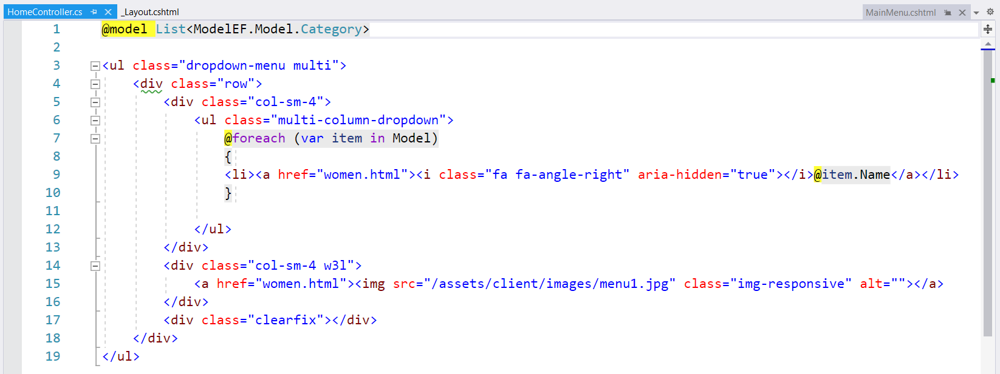 HomeController.cs _Layout.cshtml MainMenu.cshtml
1 @model List<ModelEF.Model.Category>
2
3 <ul class="dropdown-menu multi">
4 <div class="row">
5 <div class="col-sm-4">
6 <ul class="multi-column-dropdown">
7 @foreach (var item in Model)
8 {
9 <li><a href="women.html"><i class="fa fa-angle-right" aria-hidden="true"></i>@item.Name</a></li>
10 }
11
12 </ul>
13 </div>
14 <div class="col-sm-4 w3l">
15 <a href="women.html"><img src="/assets/client/images/menu1.jpg" class="img-responsive" alt=""></a>
16 </div>
17 <div class="clearfix"></div>
18 </div>
19 </ul>